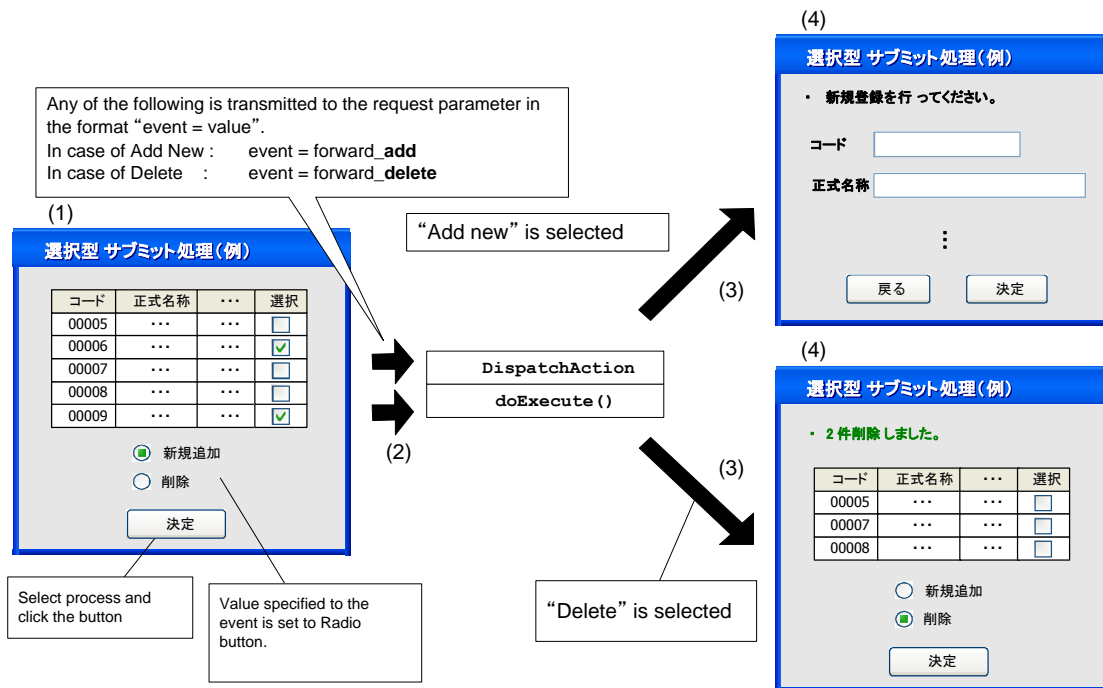 (4)
選択型 サブミット処理(例)
・ 新規登録を行 ってください。
コード
正式名称
⋮
戻る 決定
Any of the following is transmitted to the request parameter in
the format “event = value”.
In case of Add New : event = forward_add
In case of Delete : event = forward_delete
(1)
選択型 サブミット処理(例)
コード 正式名称 ・・・ 選択
00005 ・・・ ・・・
00006 ・・・ ・・・
00007 ・・・ ・・・
00008 ・・・ ・・・
00009 ・・・ ・・・
新規追加
削除
決定
Select process and
click the button
Value specified to the
event is set to Radio
button.
(2)
“Add new” is selected
(3)
DispatchAction
doExecute()
(3)
“Delete” is selected
(4)
選択型 サブミット処理(例)
・ 2 件削除 しました。
コード 正式名称 ・・・ 選択
00005 ・・・ ・・・
00007 ・・・ ・・・
00008 ・・・ ・・・
新規追加
削除
決定